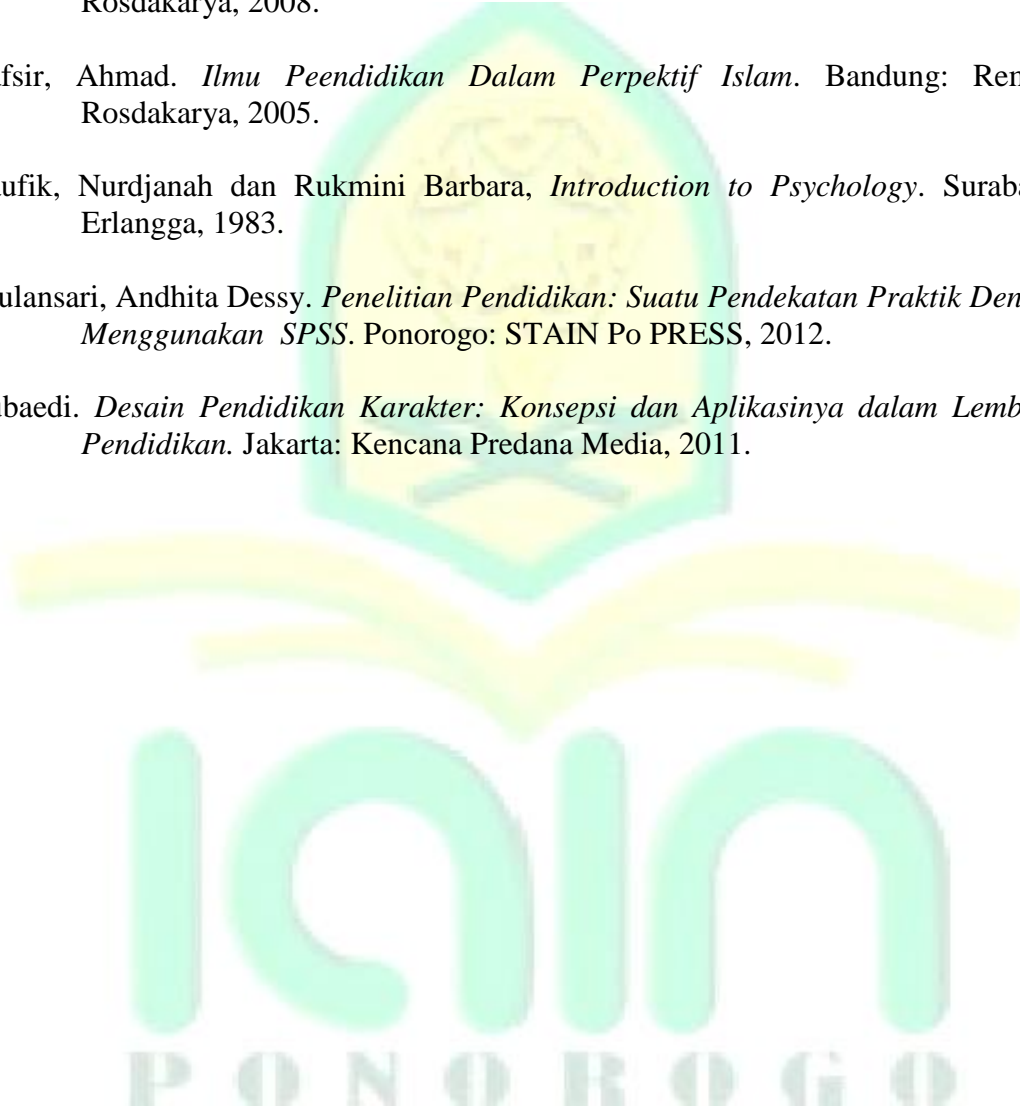 Rosdakarya, 2008.
fsir, Ahmad. Ilmu Peendidikan Dalam Perpektif Islam. Bandung: Rem
Rosdakarya, 2005.
ufik, Nurdjanah dan Rukmini Barbara, Introduction to Psychology. Suraba
Erlangga, 1983.
ulansari, Andhita Dessy. Penelitian Pendidikan: Suatu Pendekatan Praktik Den
Menggunakan SPSS. Ponorogo: STAIN Po PRESS, 2012.
baedi. Desain Pendidikan Karakter: Konsepsi dan Aplikasinya dalam Lemb
Pendidikan. Jakarta: Kencana Predana Media, 2011.
iain
PONOROGO